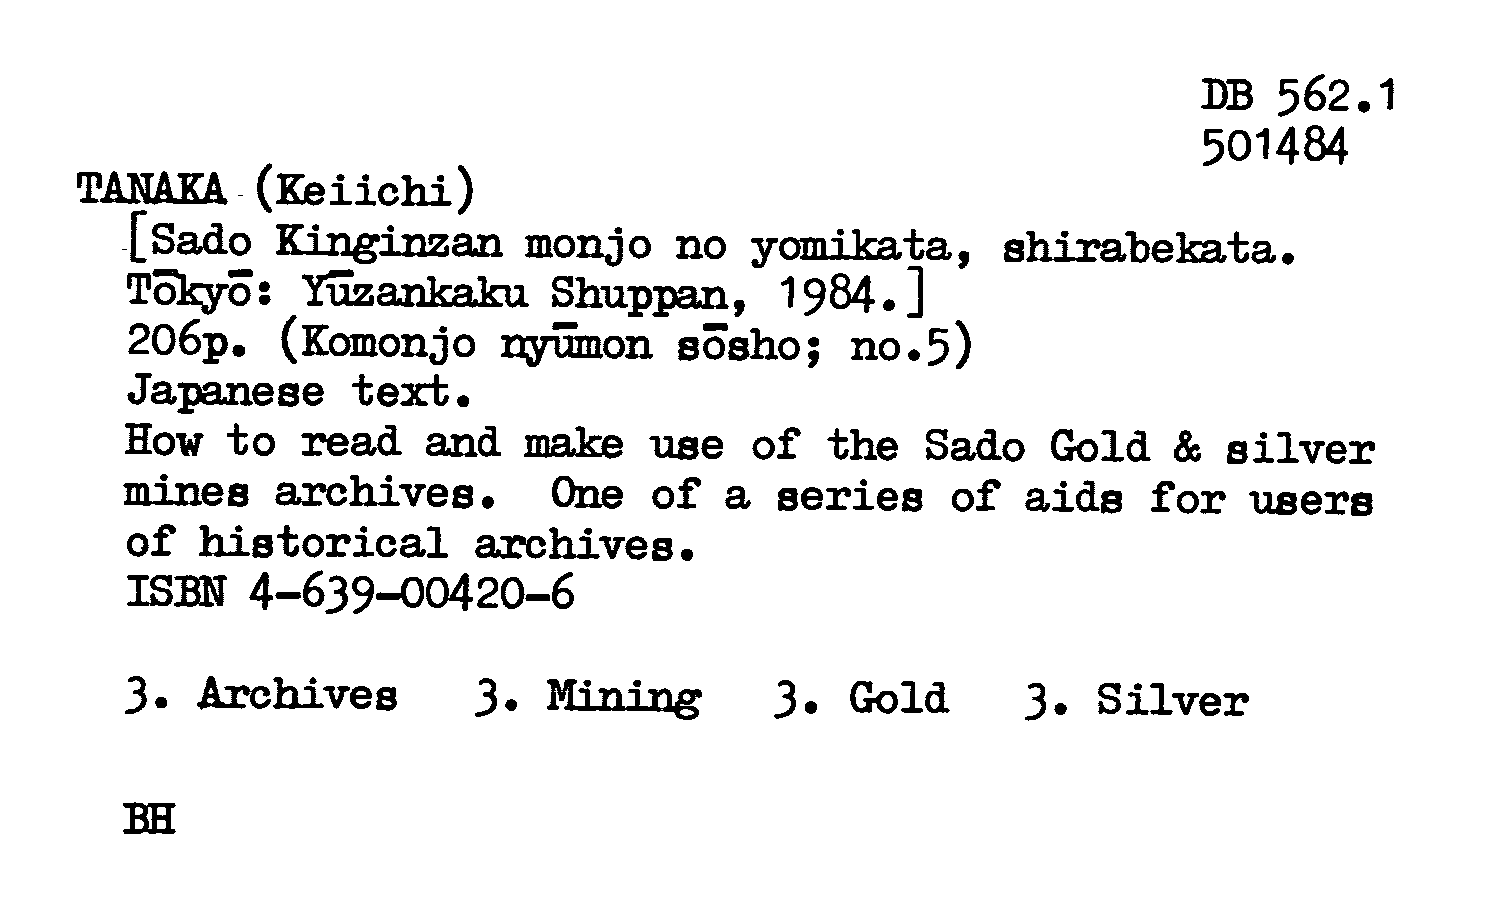 DB 562.1
501484
TANAKA (Keiichi)
[Sado Kinginzan monjo no yomikata, shirabekata.
Tōkyō: Yūzankaku Shuppan, 1984.]
206p. (Komonjo nyūmon sōsho; no.5)
Japanese text.
How to read and make use of the Sado Gold & silver
mines archives. One of a series of aids for users
of historical archives.
ISBN 4-639-00420-6
3. Archives 3. Mining 3. Gold 3. Silver
BH